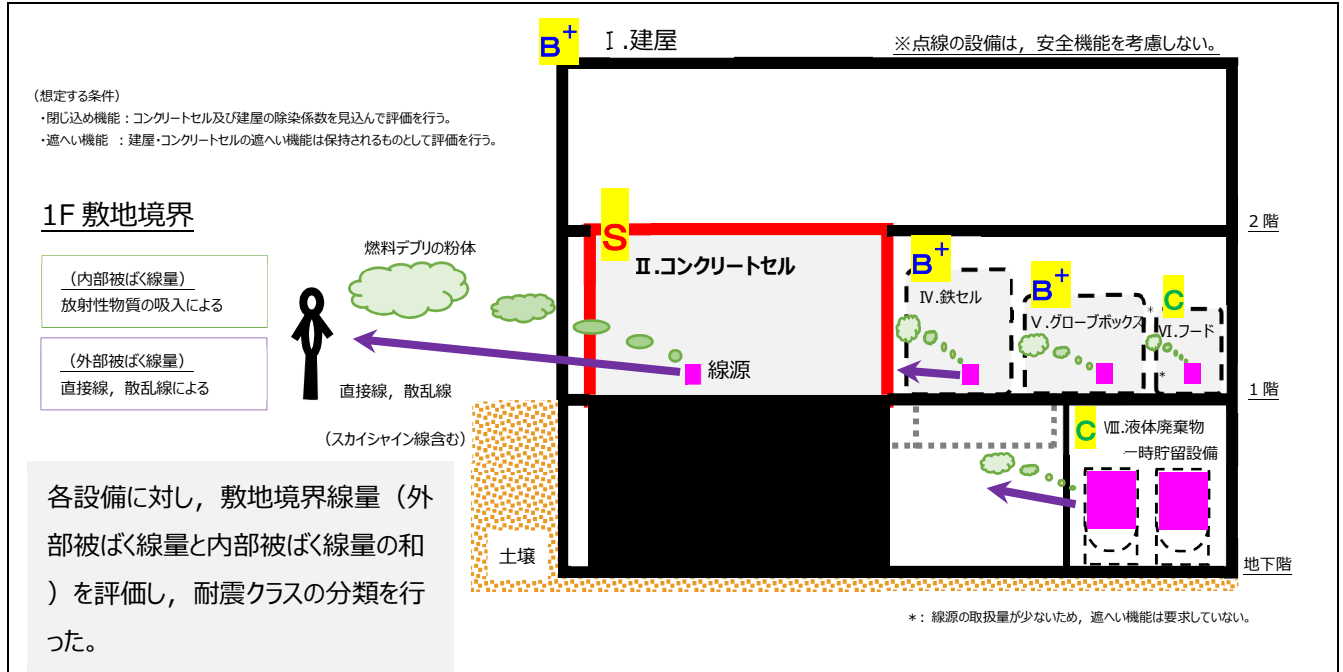 B+ Ⅰ.建屋
※点線の設備は，安全機能を考慮しない。
（想定する条件）
・閉じ込め機能：コンクリートセル及び建屋の除染係数を見込んで評価を行う。
・遮へい機能 ：建屋・コンクリートセルの遮へい機能は保持されるものとして評価を行う。
1F 敷地境界
（内部被ばく線量）
放射性物質の吸入による
（外部被ばく線量）
直接線，散乱線による
燃料デブリの粉体
直接線，散乱線
（スカイシャイン線含む）
S
Ⅱ.コンクリートセル
線源
B+
Ⅳ.鉄セル
B+
Ⅴ.グローブボックス
*
C
Ⅵ.フード
*
2階
1階
C Ⅷ.液体廃棄物
一時貯留設備
地下階
土壌
各設備に対し，敷地境界線量（外
部被ばく線量と内部被ばく線量の和
）を評価し，耐震クラスの分類を行
った。
*：線源の取扱量が少ないため，遮へい機能は要求していない。